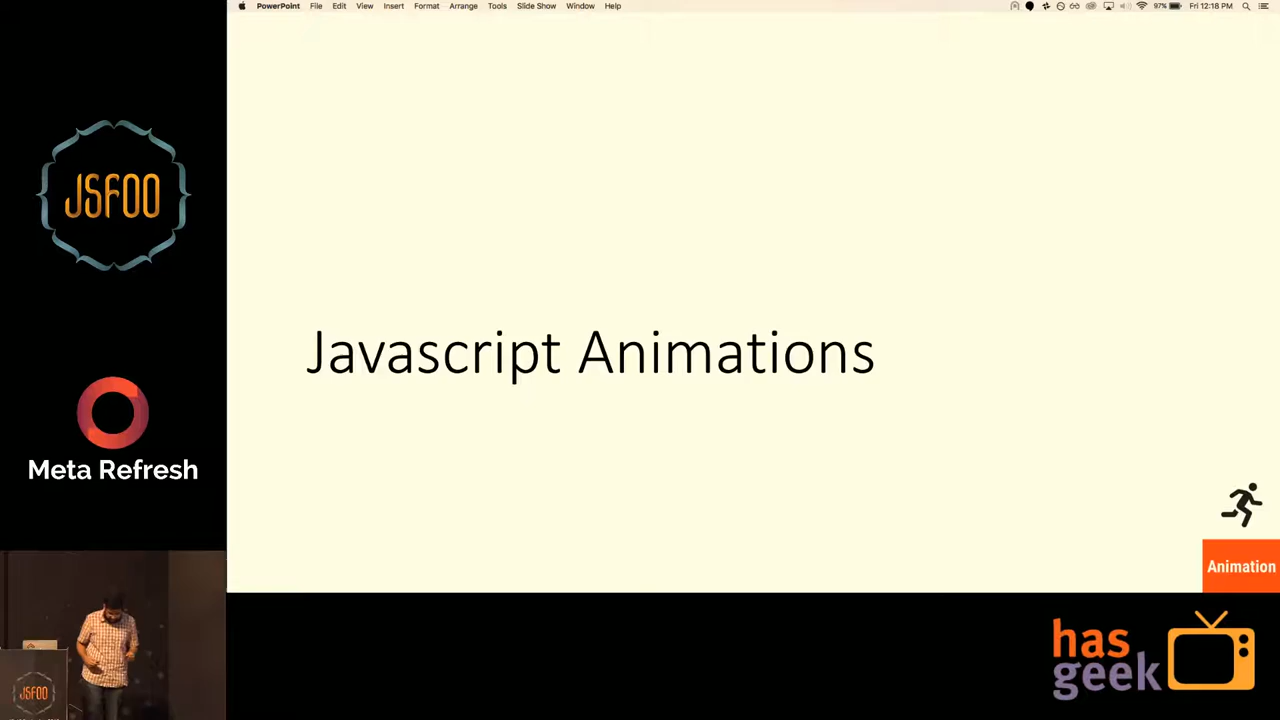 PowerPoint File Edit View Insert Format Arrange Tools Slide Show Window Help 97% Fri 12:18 PM
JSFOO
Javascript Animations
Meta Refresh
Animation
has
geek
JSFOO